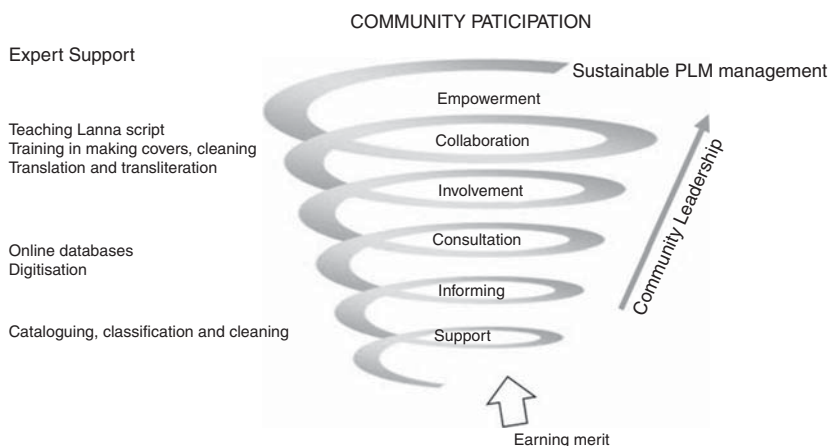 COMMUNITY PATICIPATION
Expert Support
Sustainable PLM management
Empowerment
Teaching Lanna script
Training in making covers, cleaning
Translation and transliteration
Collaboration
Involvement
Consultation
Online databases
Digitisation
Informing
Cataloguing, classification and cleaning
Support
Community Leadership
Earning merit